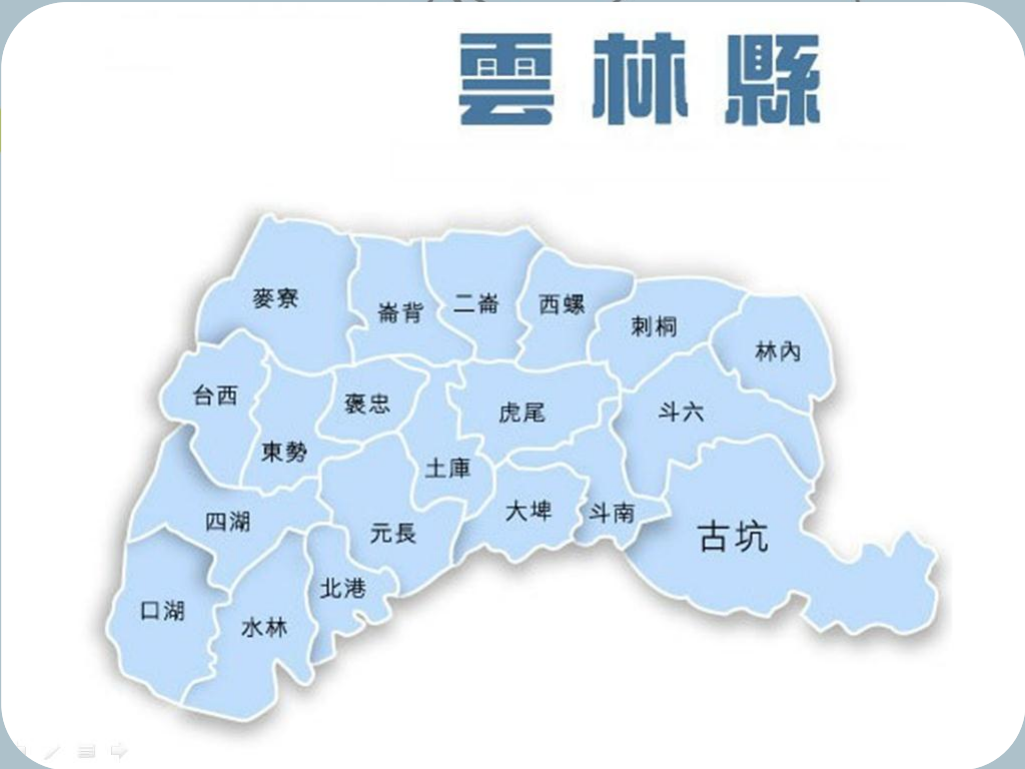 雲林縣
麥寮
崙背
二崙
西螺
刺桐
林內
台西
褒忠
虎尾
斗六
東勢
土庫
四湖
元長
大埤
斗南
古坑
口湖
水林
北港